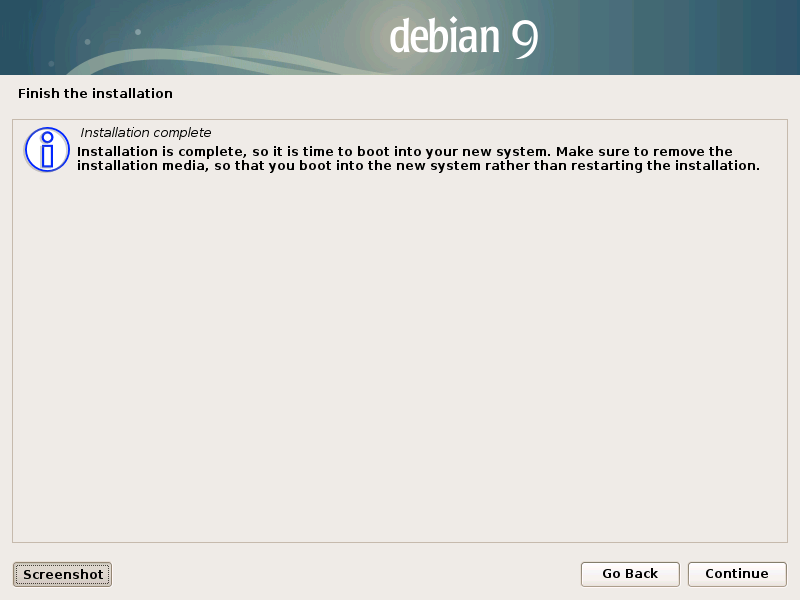 debian 9
Finish the installation
Installation complete
Installation is complete, so it is time to boot into your new system. Make sure to remove the
installation media, so that you boot into the new system rather than restarting the installation.
Screenshot
Go Back
Continue